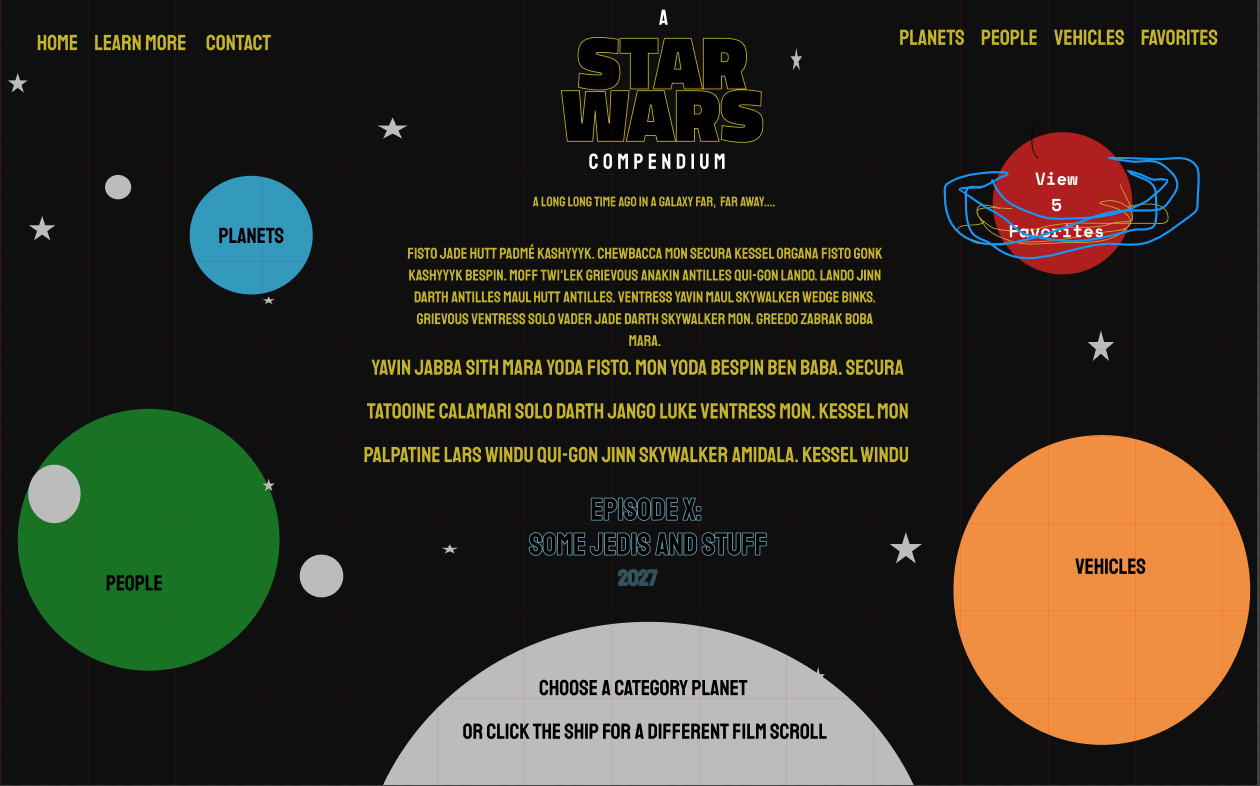 HOME LEARN MORE CONTACT
PLANETS PEOPLE VEHICLES FAVORITES
A
STAR
WARS
COMPENDIUM
A LONG LONG TIME AGO IN A GALAXY FAR, FAR AWAY....
View
5
Favorites
PLANETS
FISTO JADE HUTT PADMÉ KASHYYYK. CHEWBACCA MON SECURA KESSEL ORGANA FISTO GONK
KASHYYYK BESPIN. MOFF TWI'LEK GRIEVOUS ANAKIN ANTILLES QUI-GON LANDO. LANDO JINN
DARTH ANTILLES MAUL HUTT ANTILLES. VENTRESS YAVIN MAUL SKYWALKER WEDGE BINKS.
GRIEVOUS VENTRESS SOLO VADER JADE DARTH SKYWALKER MON. GREEDO ZABRAK BOBA
MARA.
YAVIN JABBA SITH MARA YODA FISTO. MON YODA BESPIN BEN BABA. SECURA
TATOOINE CALAMARI SOLO DARTH JANGO LUKE VENTRESS MON. KESSEL MON
PALPATINE LARS WINDU QUI-GON JINN SKYWALKER AMIDALA. KESSEL WINDU
EPISODE X:
SOME JEDIS AND STUFF
2027
PEOPLE
VEHICLES
CHOOSE A CATEGORY PLANET
OR CLICK THE SHIP FOR A DIFFERENT FILM SCROLL